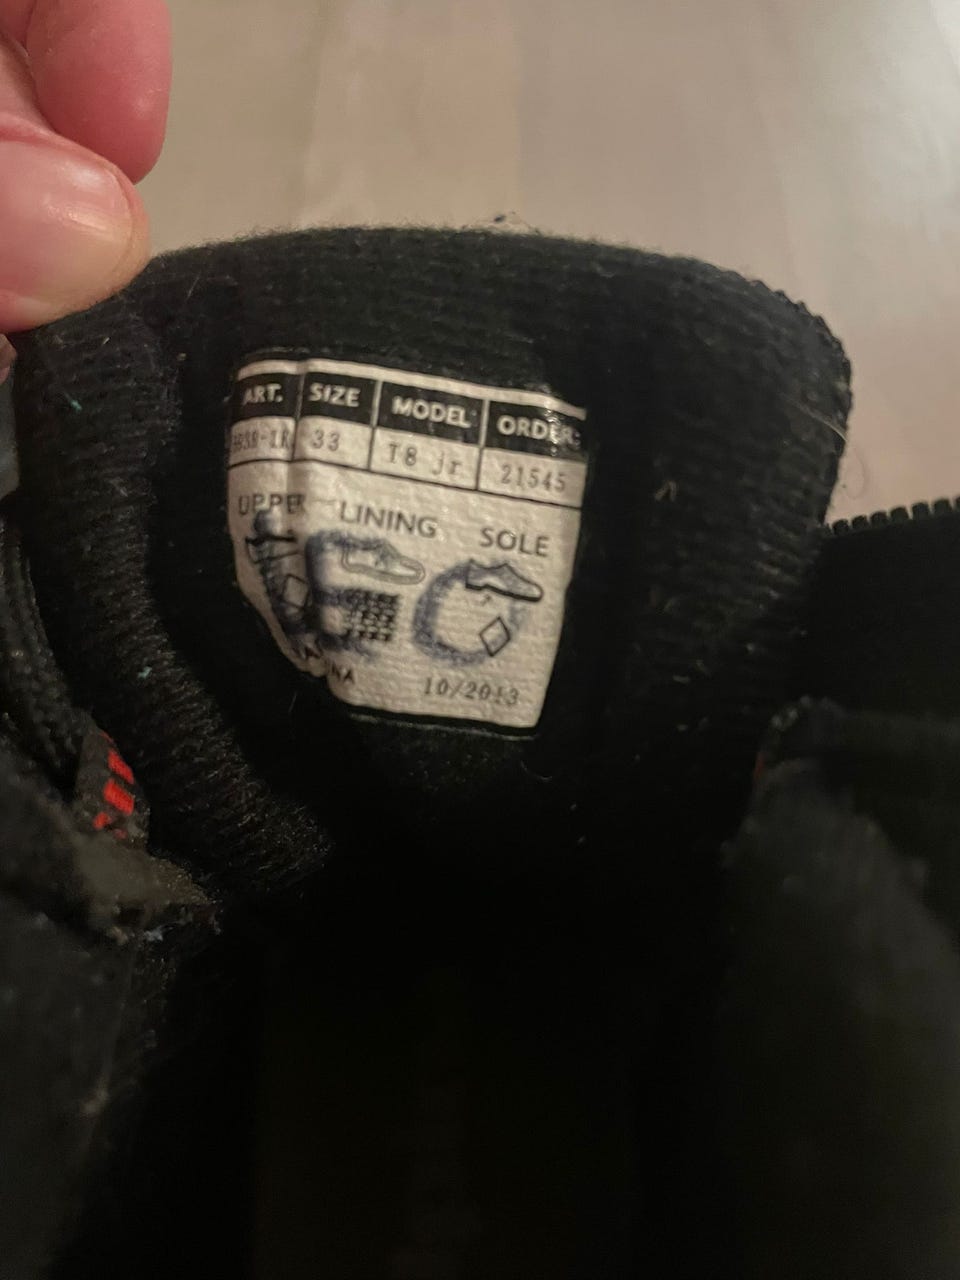 ART. SIZE MODEL ORDER:
33 T8 jr 21545
UPPER LINING SOLE
10/2013